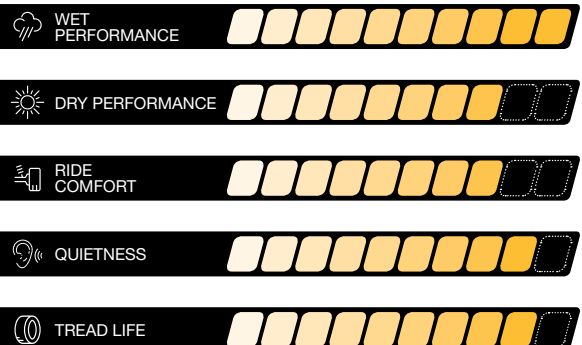 WET
PERFORMANCE
DRY PERFORMANCE
RIDE
COMFORT
QUIETNESS
TREAD LIFE